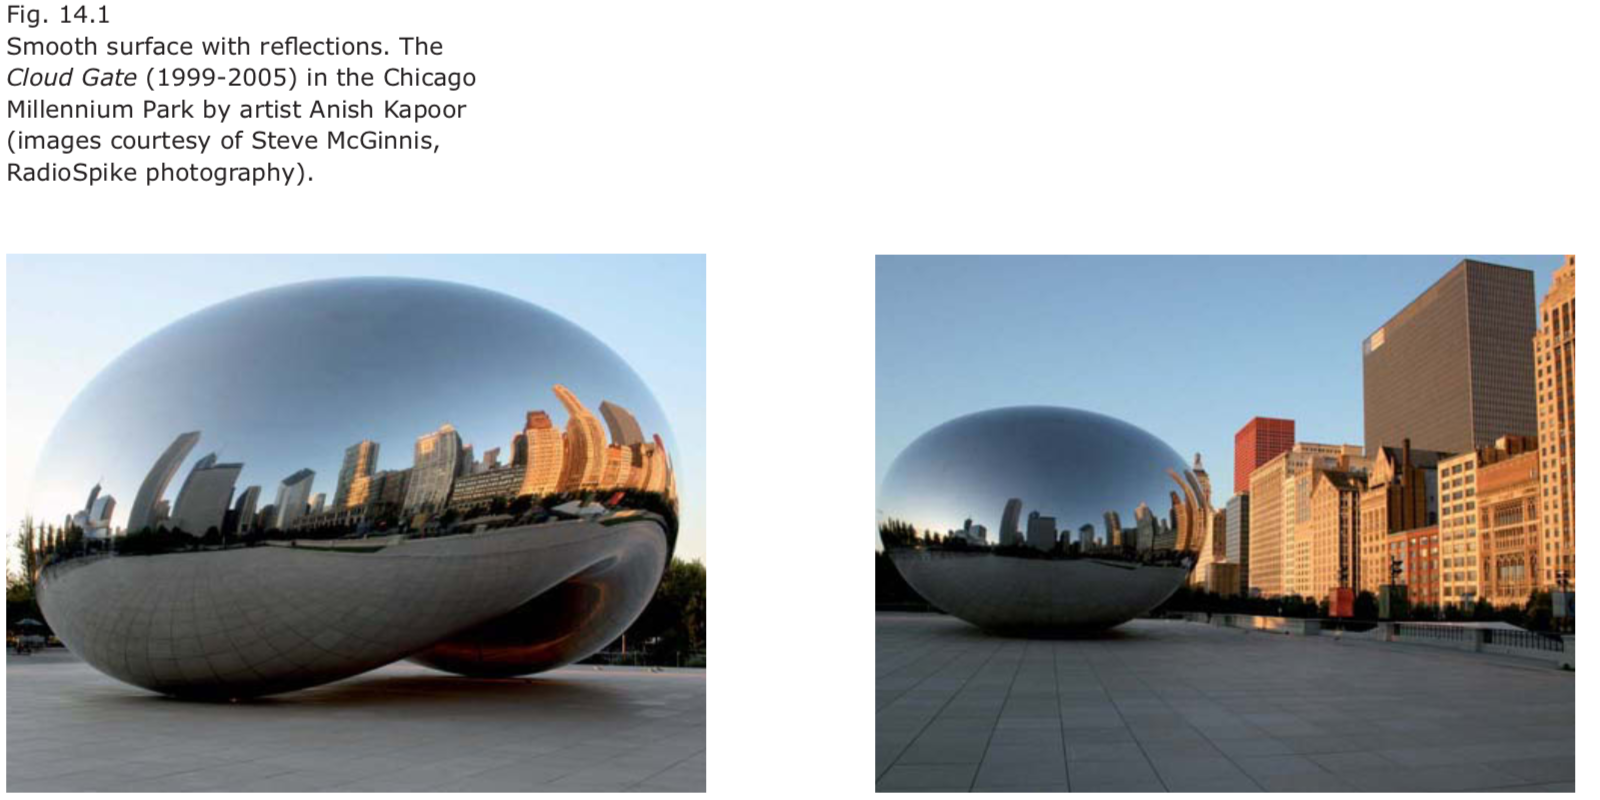 Fig. 14.1
Smooth surface with reflections. The
Cloud Gate (1999-2005) in the Chicago
Millennium Park by artist Anish Kapoor
(images courtesy of Steve McGinnis,
RadioSpike photography).